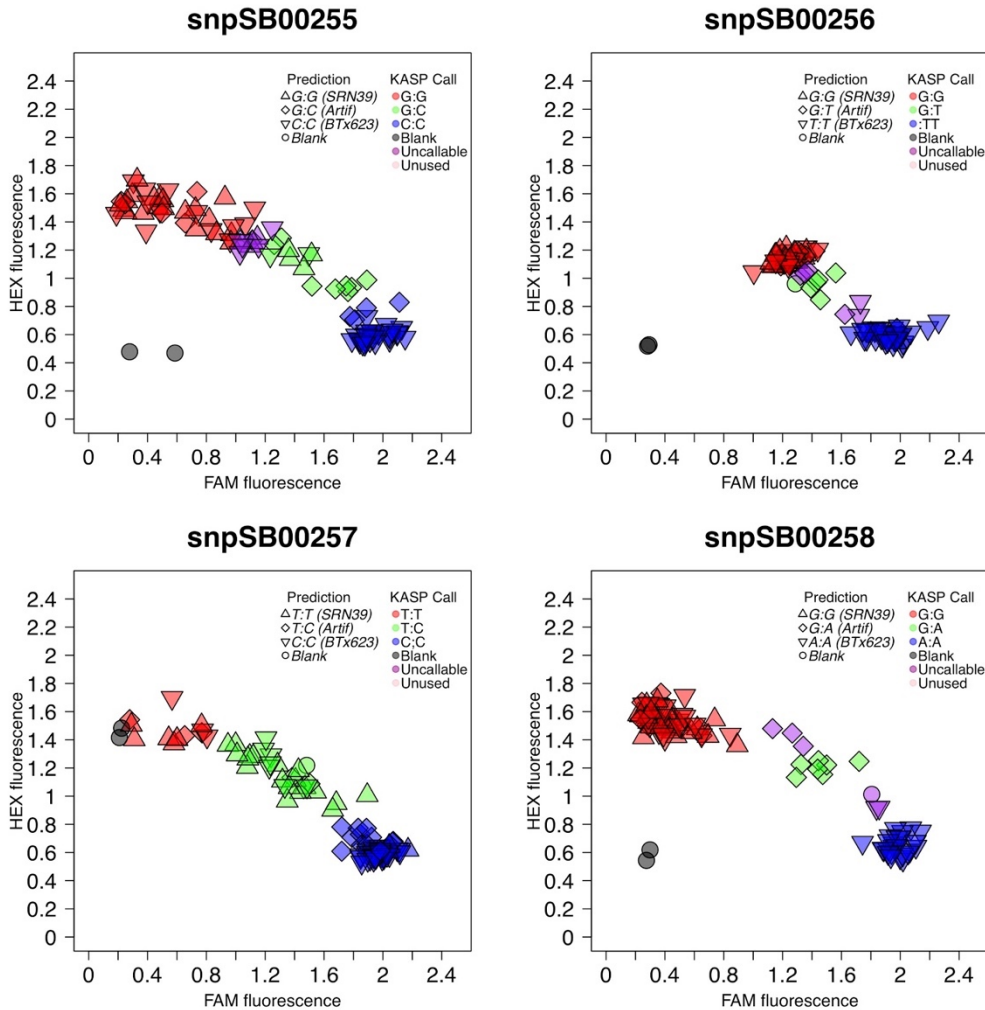 snpSB00255
2.4
2.2
2
1.8
1.6
1.4
1.2
1
0.8
0.6
0.4
0.2
0
HEX fluorescence
Prediction
G:G (SRN39)
G:C (Artif)
C:C (BTx623)
Blank
KASP Call
G:G
G:C
C:C
Blank
Uncallable
Unused
0 0.4 0.8 1.2 1.6 2 2.4
FAM fluorescence
snpSB00256
2.4
2.2
2
1.8
1.6
1.4
1.2
1
0.8
0.6
0.4
0.2
0
HEX fluorescence
Prediction
G:G (SRN39)
G:T (Artif)
T:T (BTx623)
Blank
KASP Call
G:G
G:T
:TT
Blank
Uncallable
Unused
0 0.4 0.8 1.2 1.6 2 2.4
FAM fluorescence
snpSB00257
2.4
2.2
2
1.8
1.6
1.4
1.2
1
0.8
0.6
0.4
0.2
0
HEX fluorescence
Prediction
T:T (SRN39)
T:C (Artif)
C:C (BTx623)
Blank
KASP Call
T:T
T:C
C;C
Blank
Uncallable
Unused
0 0.4 0.8 1.2 1.6 2 2.4
FAM fluorescence
snpSB00258
2.4
2.2
2
1.8
1.6
1.4
1.2
1
0.8
0.6
0.4
0.2
0
HEX fluorescence
Prediction
G:G (SRN39)
G:A (Artif)
A:A (BTx623)
Blank
KASP Call
G:G
G:A
A:A
Blank
Uncallable
Unused
0 0.4 0.8 1.2 1.6 2 2.4
FAM fluorescence